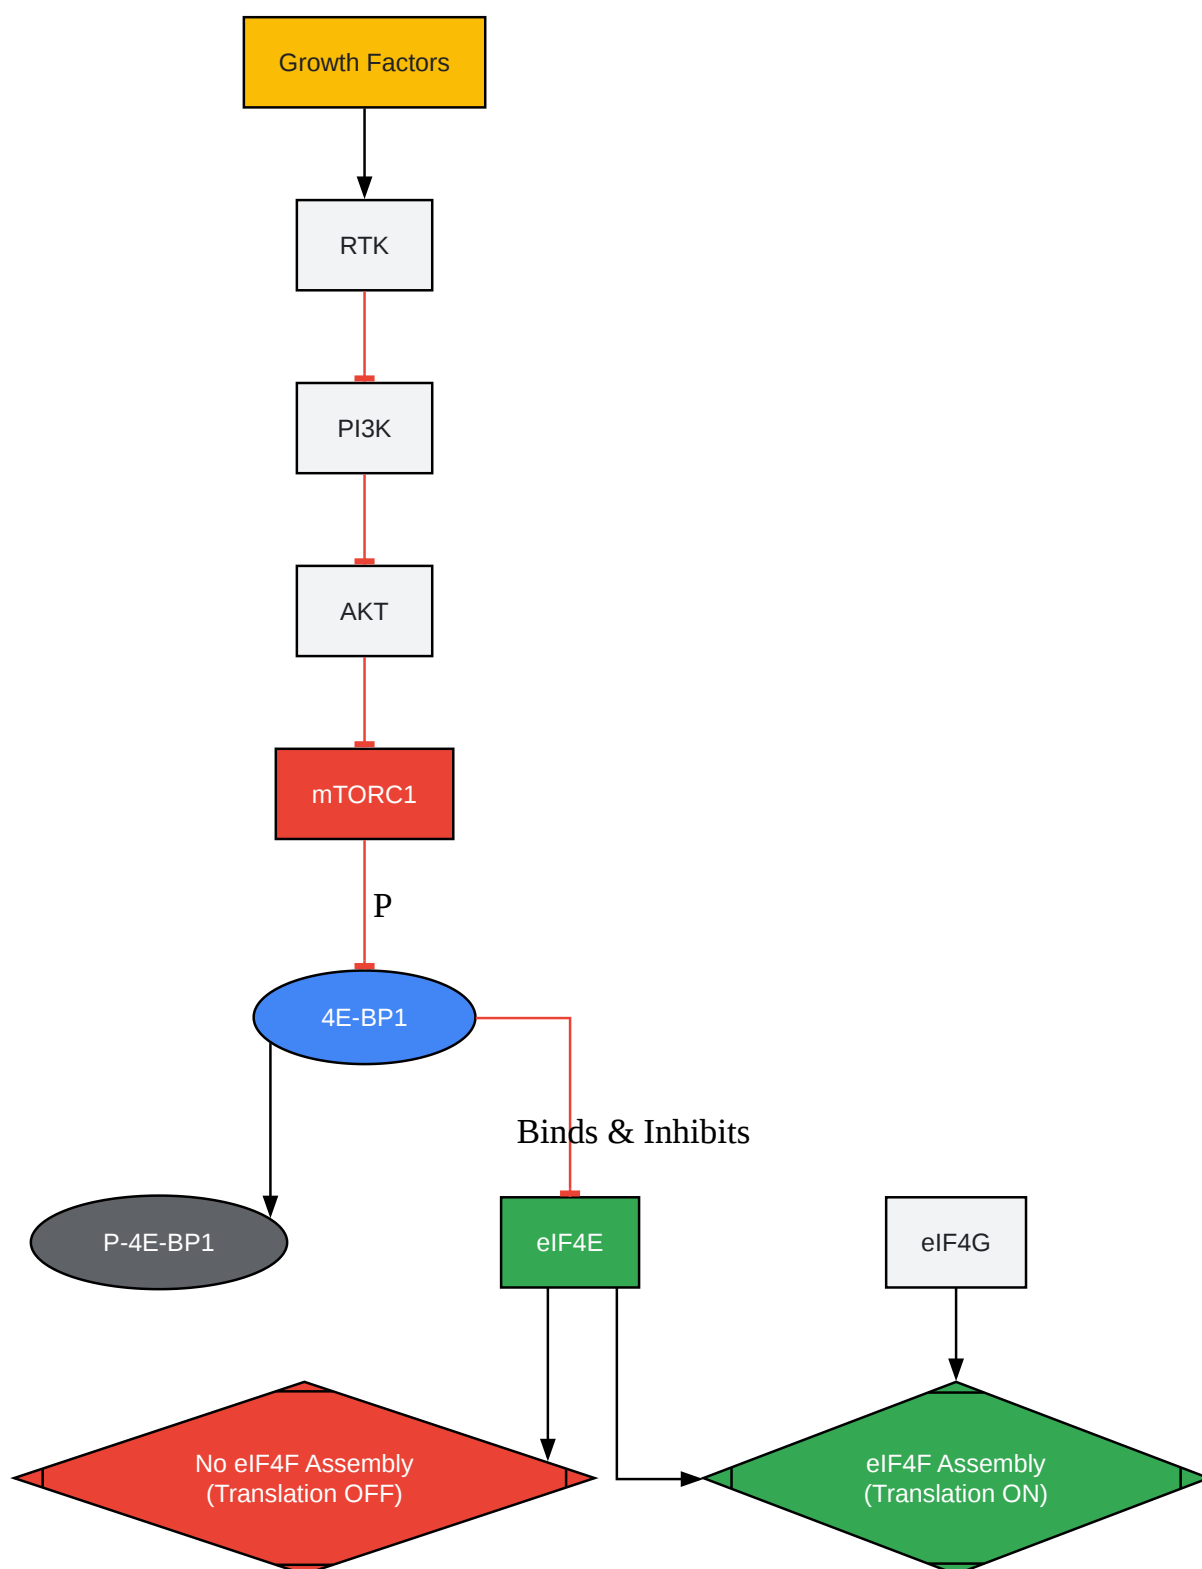 Growth Factors
RTK
PI3K
AKT
mTORC1
P
4E-BP1
Binds & Inhibits
P-4E-BP1
eIF4E
eIF4G
No eIF4F Assembly
(Translation OFF)
eIF4F Assembly
(Translation ON)